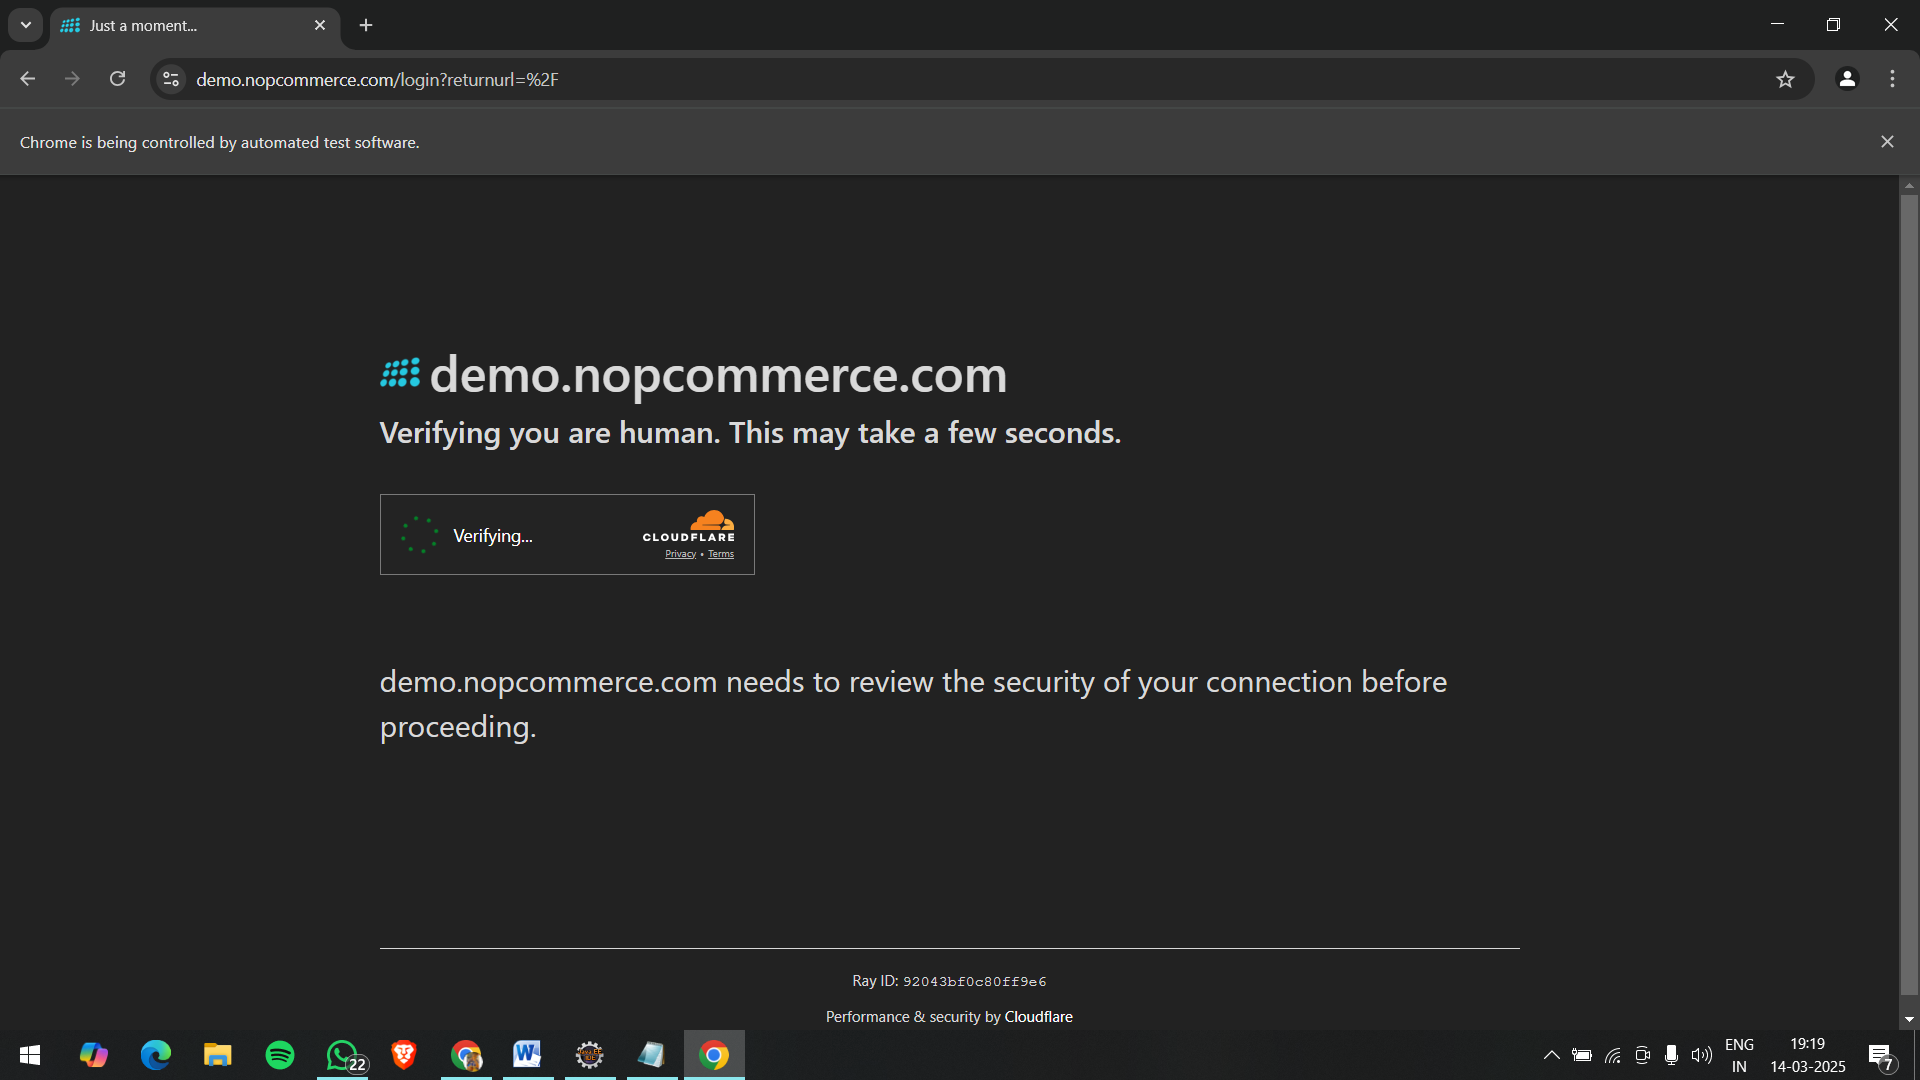 Just a moment...
demo.nopcommerce.com/login?returnurl=%2F
Chrome is being controlled by automated test software.
demo.nopcommerce.com
Verifying you are human. This may take a few seconds.
Verifying...
CLOUDFLARE
Privacy • Terms
demo.nopcommerce.com needs to review the security of your connection before
proceeding.
Ray ID: 92043bf0c80ff9e6
Performance & security by Cloudflare
22
W
ENG
IN
19:19
14-03-2025
7